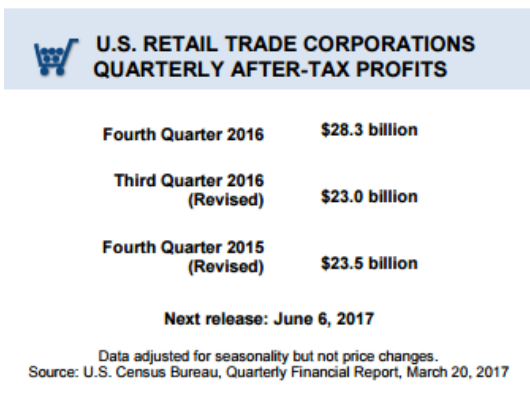 U.S. RETAIL TRADE CORPORATIONS
QUARTERLY AFTER-TAX PROFITS
Fourth Quarter 2016 $28.3 billion
Third Quarter 2016
(Revised) $23.0 billion
Fourth Quarter 2015
(Revised) $23.5 billion
Next release: June 6, 2017
Data adjusted for seasonality but not price changes.
Source: U.S. Census Bureau, Quarterly Financial Report, March 20, 2017